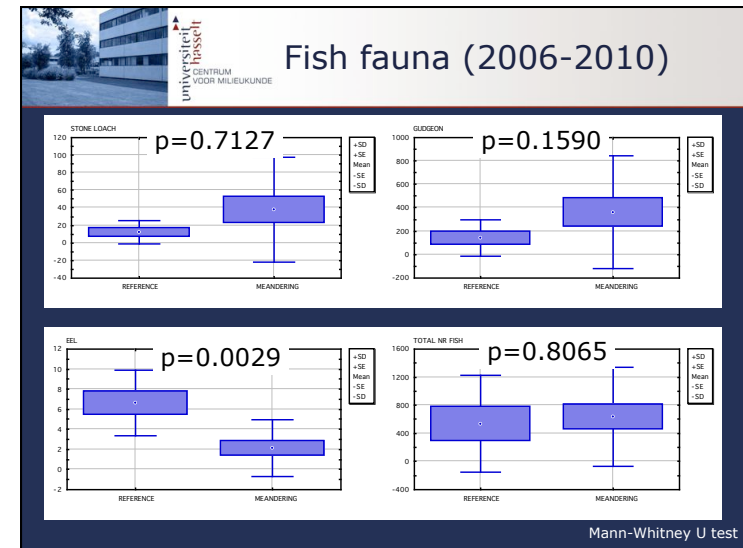 universiteit
hasselt
CENTRUM
VOOR MILIEUKUNDE
Fish fauna (2006-2010)
STONE LOACH
p=0.7127
120
100
80
60
40
20
0
-20
-40
REFERENCE
MEANDERING
+SD
+SE
Mean
-SE
-SD
GUDGEON
p=0.1590
1000
800
600
400
200
0
-200
REFERENCE
MEANDERING
+SD
+SE
Mean
-SE
-SD
EEL
p=0.0029
12
10
8
6
4
2
0
-2
REFERENCE
MEANDERING
+SD
+SE
Mean
-SE
-SD
TOTAL NR FISH
p=0.8065
1600
1200
800
400
0
-400
REFERENCE
MEANDERING
+SD
+SE
Mean
-SE
-SD
Mann-Whitney U test